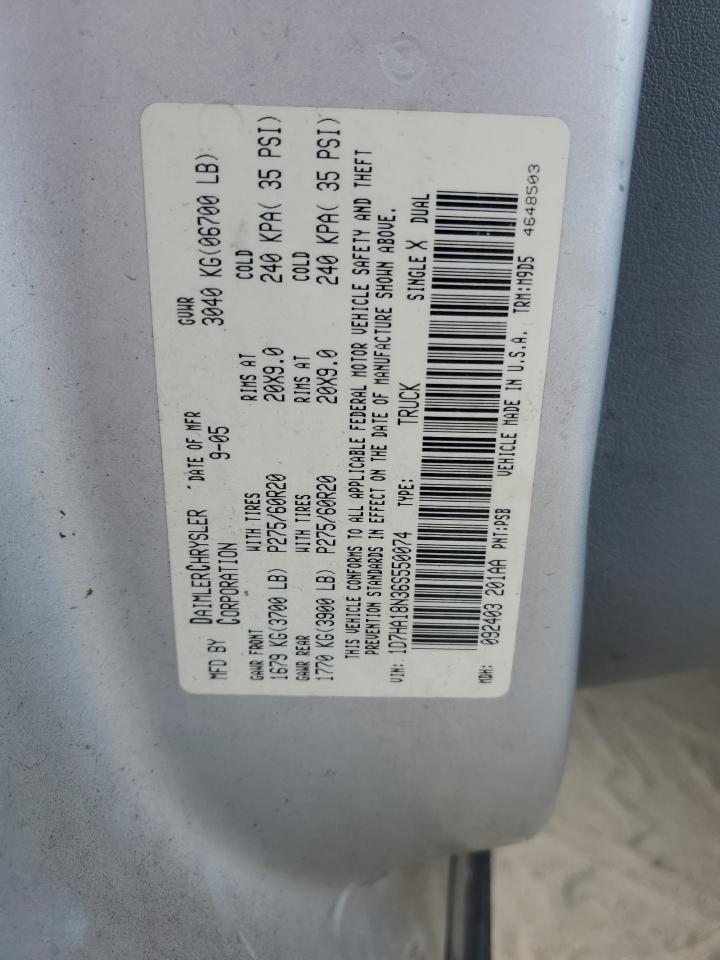 MFD BY DAIMLERCHRYSLER CORPORATION
DATE OF MFR 9-05
GVWR 3040 KG(06700 LB)
GAWR FRONT WITH TIRES RIMS AT COLD
1679 KG(3700 LB) P275/60R20 20X9.0 240 KPA( 35 PSI)
GAWR REAR WITH TIRES RIMS AT COLD
1770 KG(3900 LB) P275/60R20 20X9.0 240 KPA( 35 PSI)
THIS VEHICLE CONFORMS TO ALL APPLICABLE FEDERAL MOTOR VEHICLE SAFETY AND THEFT
PREVENTION STANDARDS IN EFFECT ON THE DATE OF MANUFACTURE SHOWN ABOVE.
VIN: 1D7HA18N36S550074 TYPE: TRUCK SINGLE X DUAL
MDH: 092403 201AA PNT:PSB VEHICLE MADE IN U.S.A. TRM:M9D5
4648503